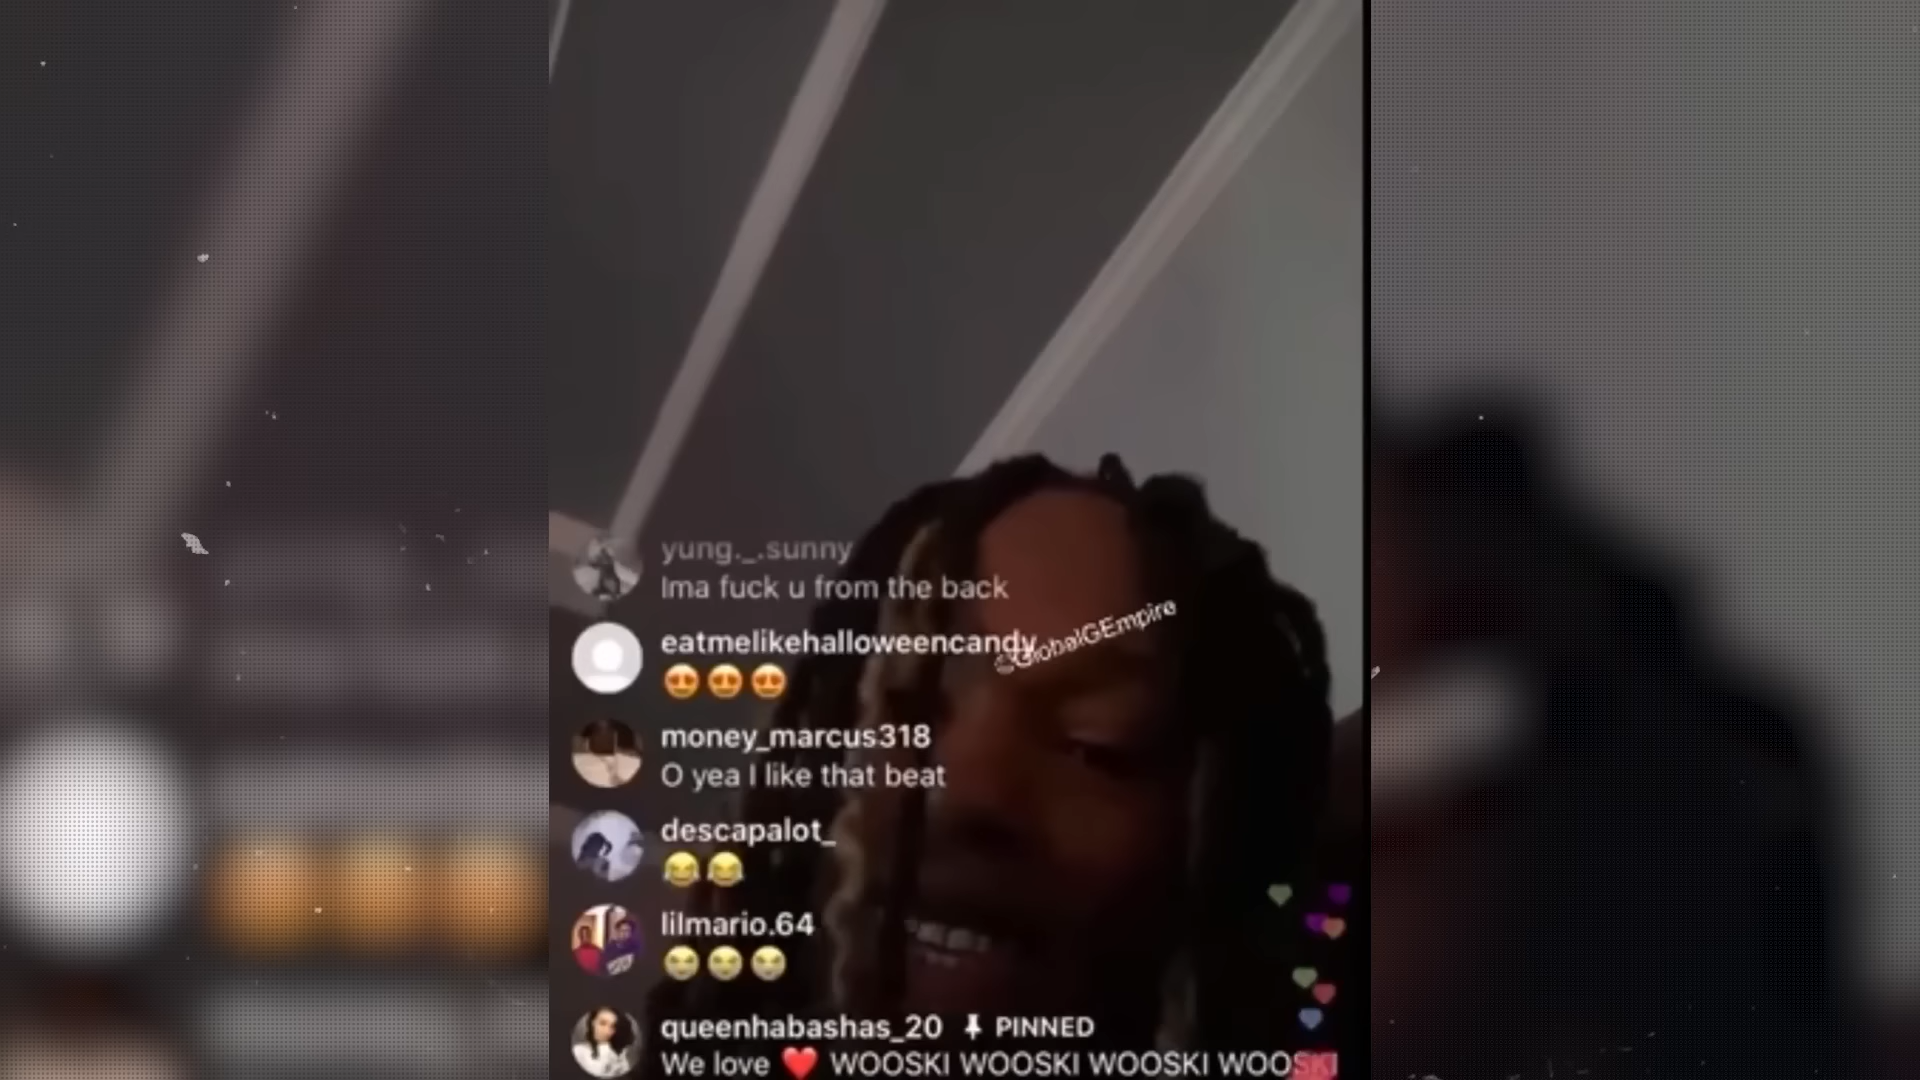 yung._.sunny
Ima fuck u from the back
@GlobalGEmpire
eatmelikehalloweencandy
😍😍😍
money_marcus318
O yea I like that beat
descapalot_
😂😂
lilmario.64
😂😂😂
queenhabashas_20 📌 PINNED
We love ❤️ WOOSKI WOOSKI WOOSKI WOOSKI